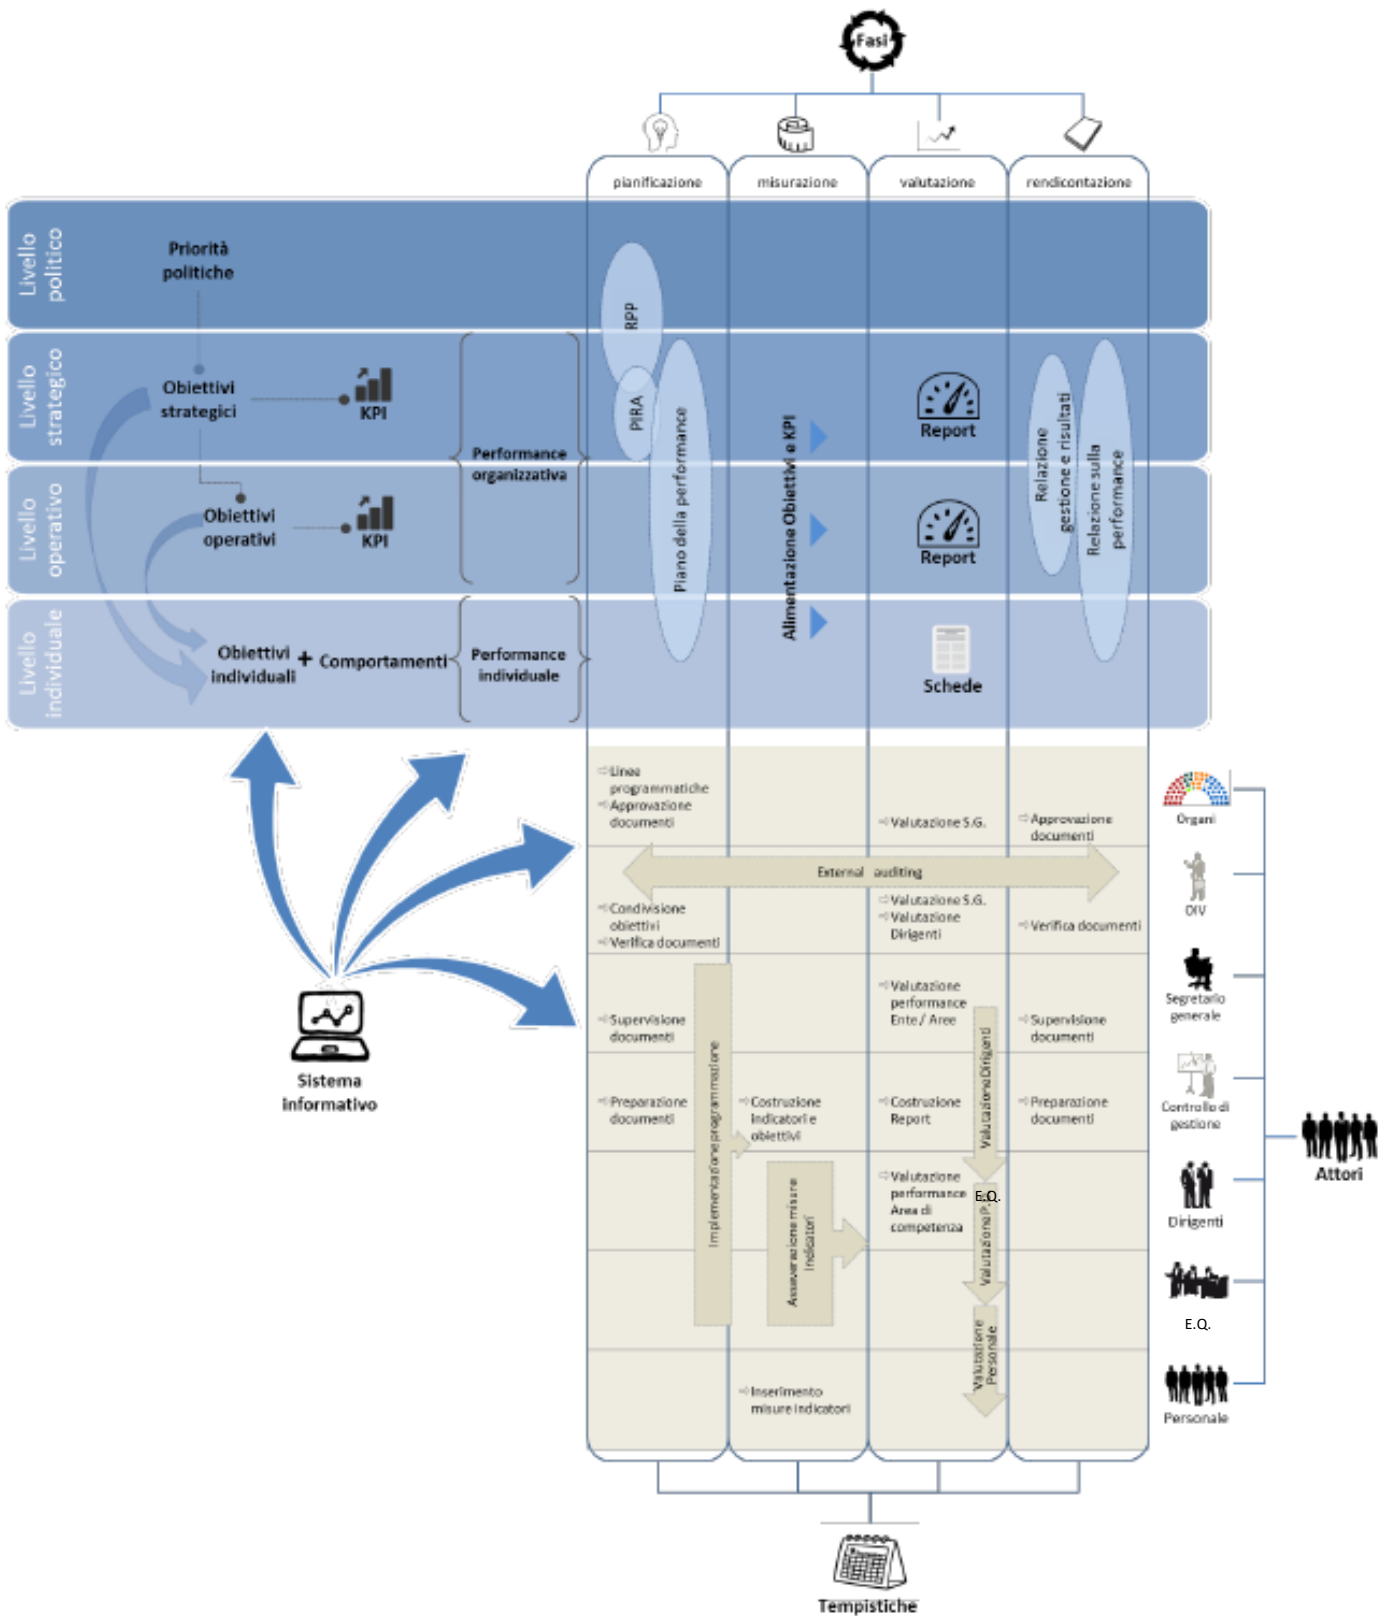 Fasi
pianificazione
misurazione
valutazione
rendicontazione
Livello
politico
Priorità
politiche
RPP
Livello
strategico
Obiettivi
strategici
KPI
Performance
organizzativa
PIRA
Piano della performance
Alimentazione Obiettivi e KPI
Report
Relazione
gestione e risultati
Relazione sulla
performance
Livello
operativo
Obiettivi
operativi
KPI
Report
Livello
individuale
Obiettivi
individuali
+
Comportamenti
Performance
individuale
Schede
Linee
programmatiche
Approvazione
documenti
Valutazione S.G.
Approvazione
documenti
Organi
External auditing
Condivisione
obiettivi
Verifica documenti
Valutazione S.G.
Valutazione
Dirigenti
Verifica documenti
OIV
Supervisione
documenti
Implementazione programmazione
Valutazione
performance
Ente / Aree
Valutazione Dirigenti
Supervisione
documenti
Segretario
generale
Preparazione
documenti
Costruzione
indicatori e
obiettivi
Costruzione
Report
Preparazione
documenti
Controllo di
gestione
Asseverazione misure
indicatori
Valutazione
performance
Area di
competenza
E.Q.
Valutazione P.
Dirigenti
E.Q.
Valutazione
Personale
Inserimento
misure indicatori
Personale
Attori
Sistema
informativo
Tempistiche